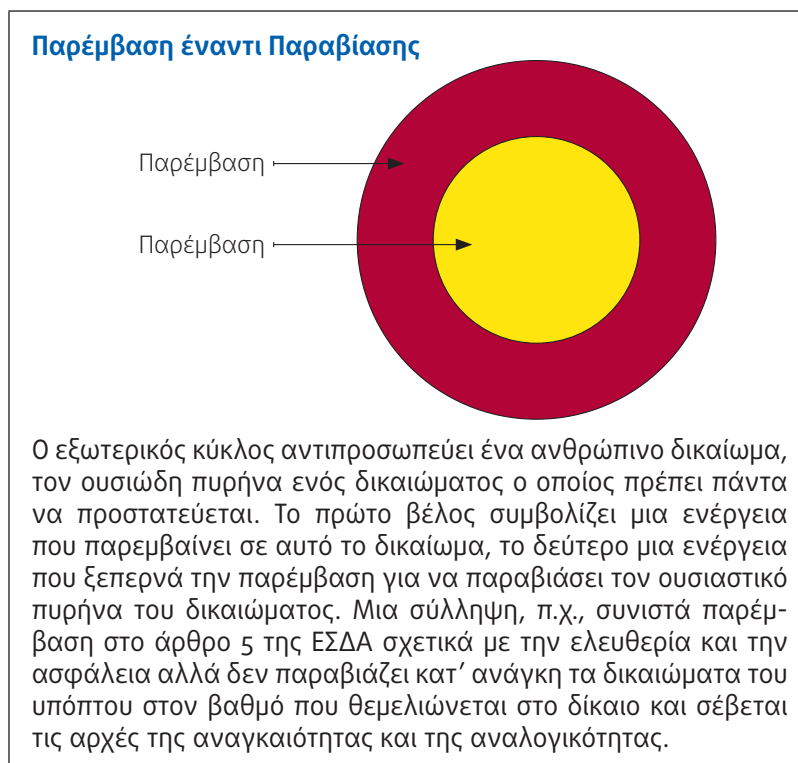 Παρέμβαση έναντι Παραβίασης
Παρέμβαση
Παρέμβαση
Ο εξωτερικός κύκλος αντιπροσωπεύει ένα ανθρώπινο δικαίωμα,
τον ουσιώδη πυρήνα ενός δικαιώματος ο οποίος πρέπει πάντα
να προστατεύεται. Το πρώτο βέλος συμβολίζει μια ενέργεια
που παρεμβαίνει σε αυτό το δικαίωμα, το δεύτερο μια ενέργεια
που ξεπερνά την παρέμβαση για να παραβιάσει τον ουσιαστικό
πυρήνα του δικαιώματος. Μια σύλληψη, π.χ., συνιστά παρέμ-
βαση στο άρθρο 5 της ΕΣΔΑ σχετικά με την ελευθερία και την
ασφάλεια αλλά δεν παραβιάζει κατ’ ανάγκη τα δικαιώματα του
υπόπτου στον βαθμό που θεμελιώνεται στο δίκαιο και σέβεται
τις αρχές της αναγκαιότητας και της αναλογικότητας.